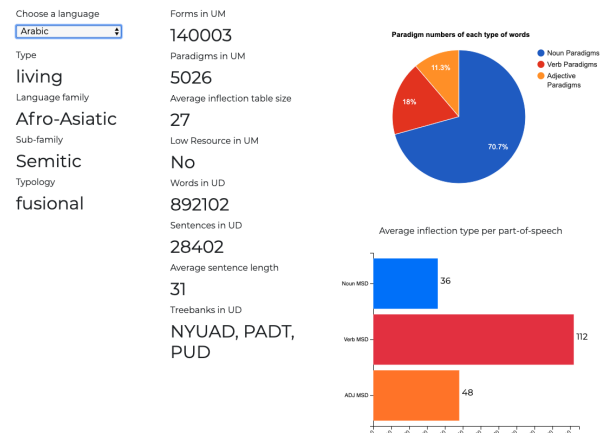 Choose a language
Arabic
Type
living
Language family
Afro-Asiatic
Sub-family
Semitic
Typology
fusional
Forms in UM
140003
Paradigms in UM
5026
Average inflection table size
27
Low Resource in UM
No
Words in UD
892102
Sentences in UD
28402
Average sentence length
31
Treebanks in UD
NYUAD, PADT,
PUD
Paradigm numbers of each type of words
11.3%
18%
70.7%
Noun Paradigms
Verb Paradigms
Adjective
Paradigms
Average inflection type per part-of-speech
Noun MSD
36
Verb MSD
112
ADJ MSD
48